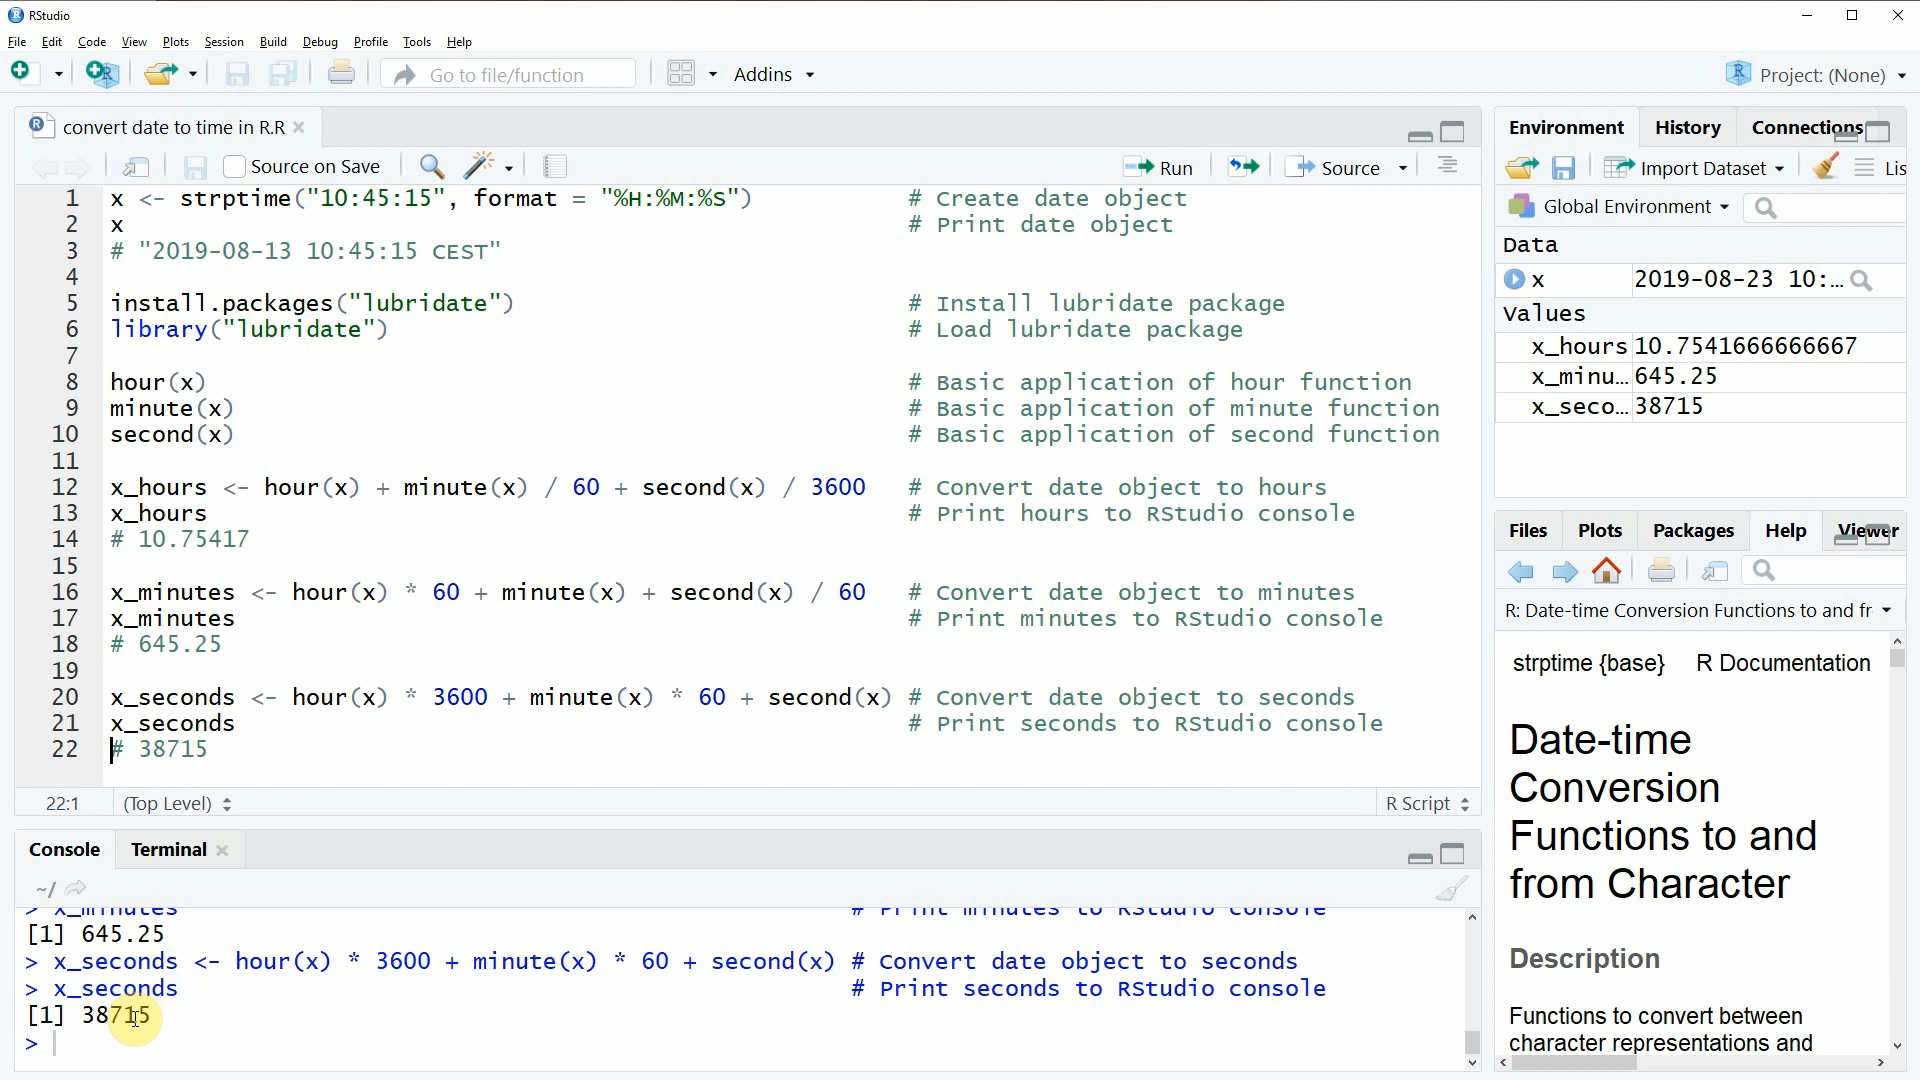 RStudio
File Edit Code View Plots Session Build Debug Profile Tools Help
Go to file/function Addins Project: (None)
convert date to time in R.R
Source on Save Run Source
1 x <- strptime("10:45:15", format = "%H:%M:%S") # Create date object
2 x # Print date object
3 # "2019-08-13 10:45:15 CEST"
4
5 install.packages("lubridate") # Install lubridate package
6 library("lubridate") # Load lubridate package
7
8 hour(x) # Basic application of hour function
9 minute(x) # Basic application of minute function
10 second(x) # Basic application of second function
11
12 x_hours <- hour(x) + minute(x) / 60 + second(x) / 3600 # Convert date object to hours
13 x_hours # Print hours to RStudio console
14 # 10.75417
15
16 x_minutes <- hour(x) * 60 + minute(x) + second(x) / 60 # Convert date object to minutes
17 x_minutes # Print minutes to RStudio console
18 # 645.25
19
20 x_seconds <- hour(x) * 3600 + minute(x) * 60 + second(x) # Convert date object to seconds
21 x_seconds # Print seconds to RStudio console
22 # 38715
22:1 (Top Level) R Script
Console Terminal
~/
> x_minutes # Print minutes to RStudio console
[1] 645.25
> x_seconds <- hour(x) * 3600 + minute(x) * 60 + second(x) # Convert date object to seconds
> x_seconds # Print seconds to RStudio console
[1] 38715
>
Environment History Connections
Import Dataset Lis
Global Environment
Data
x 2019-08-23 10:...
Values
x_hours 10.7541666666667
x_minu... 645.25
x_seco... 38715
Files Plots Packages Help Viewer
R: Date-time Conversion Functions to and fr
strptime {base} R Documentation
Date-time
Conversion
Functions to and
from Character
Description
Functions to convert between
character representations and